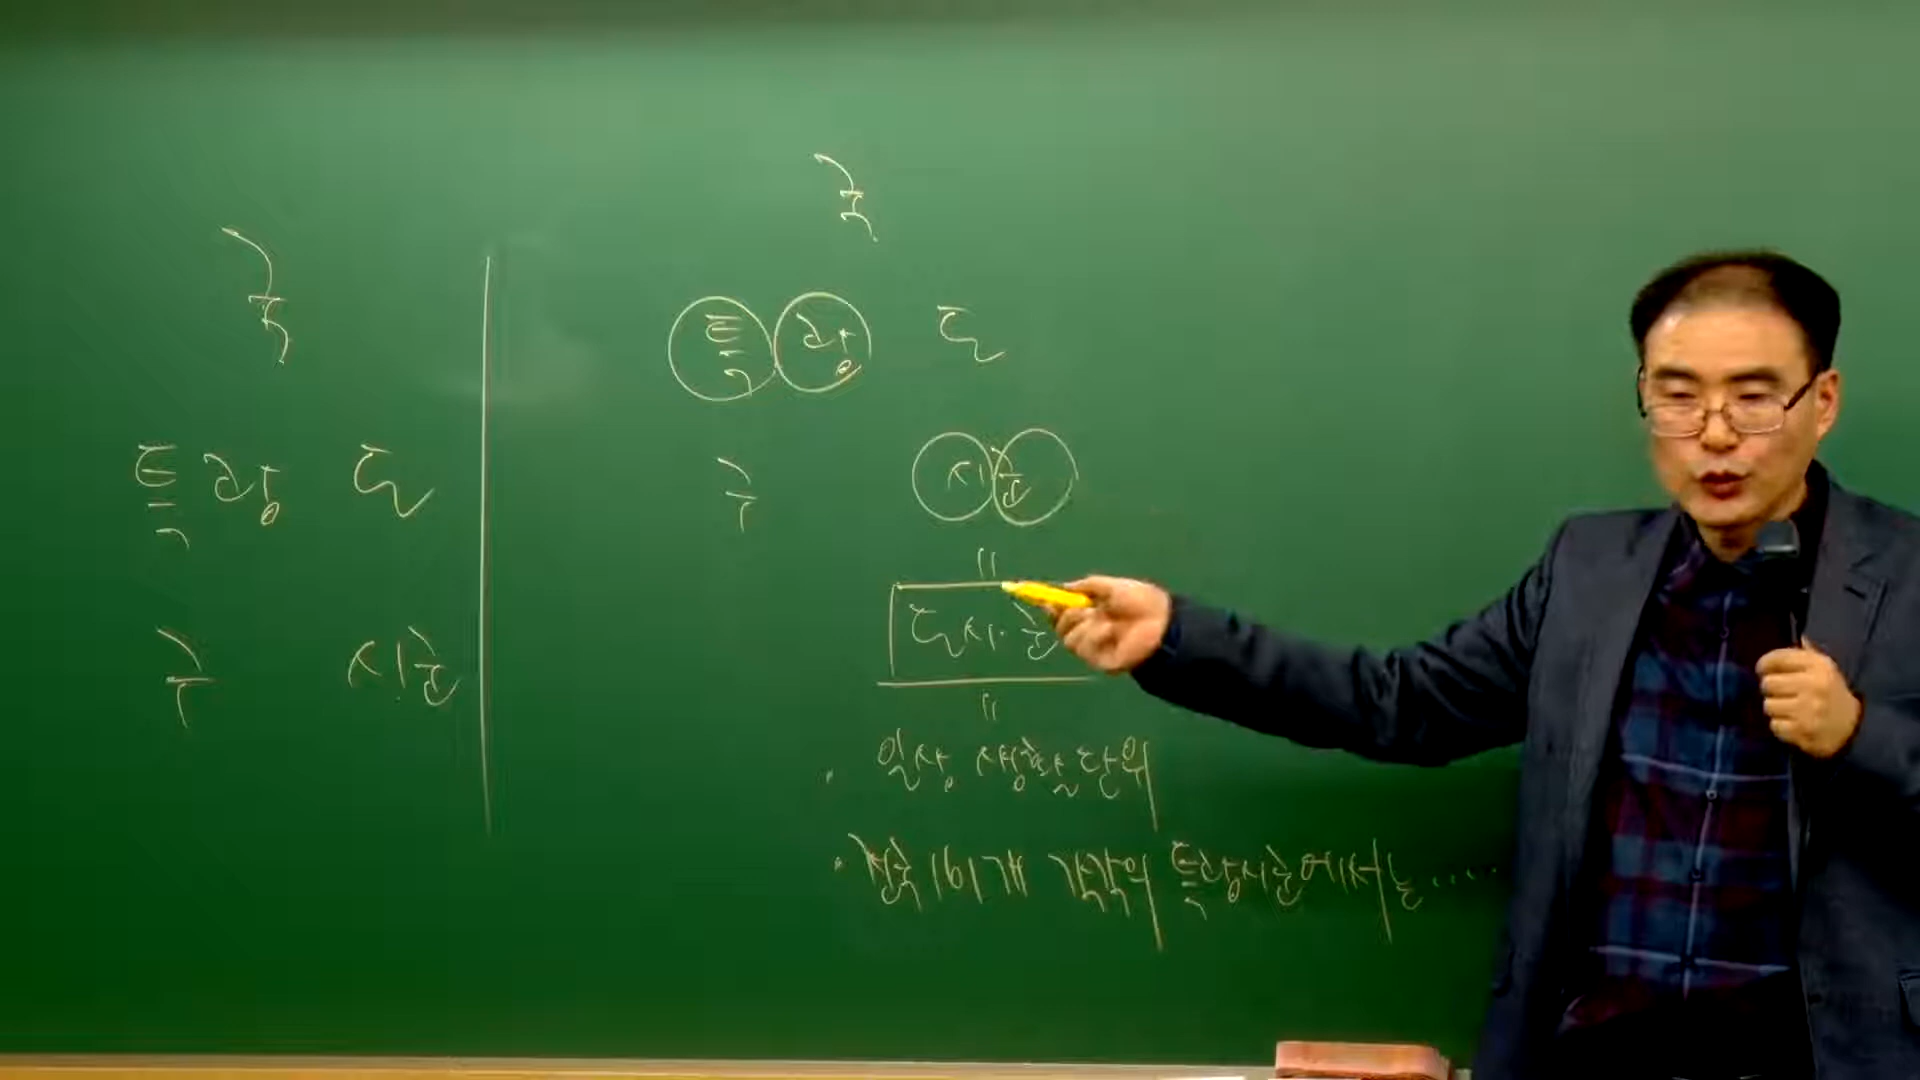 국
특광 도
구 시군
국
특 광 도
구 시 군
"
도 시·군
"
· 일상생활단위
· 전국 161개 각각의 특광시군에서는 ····